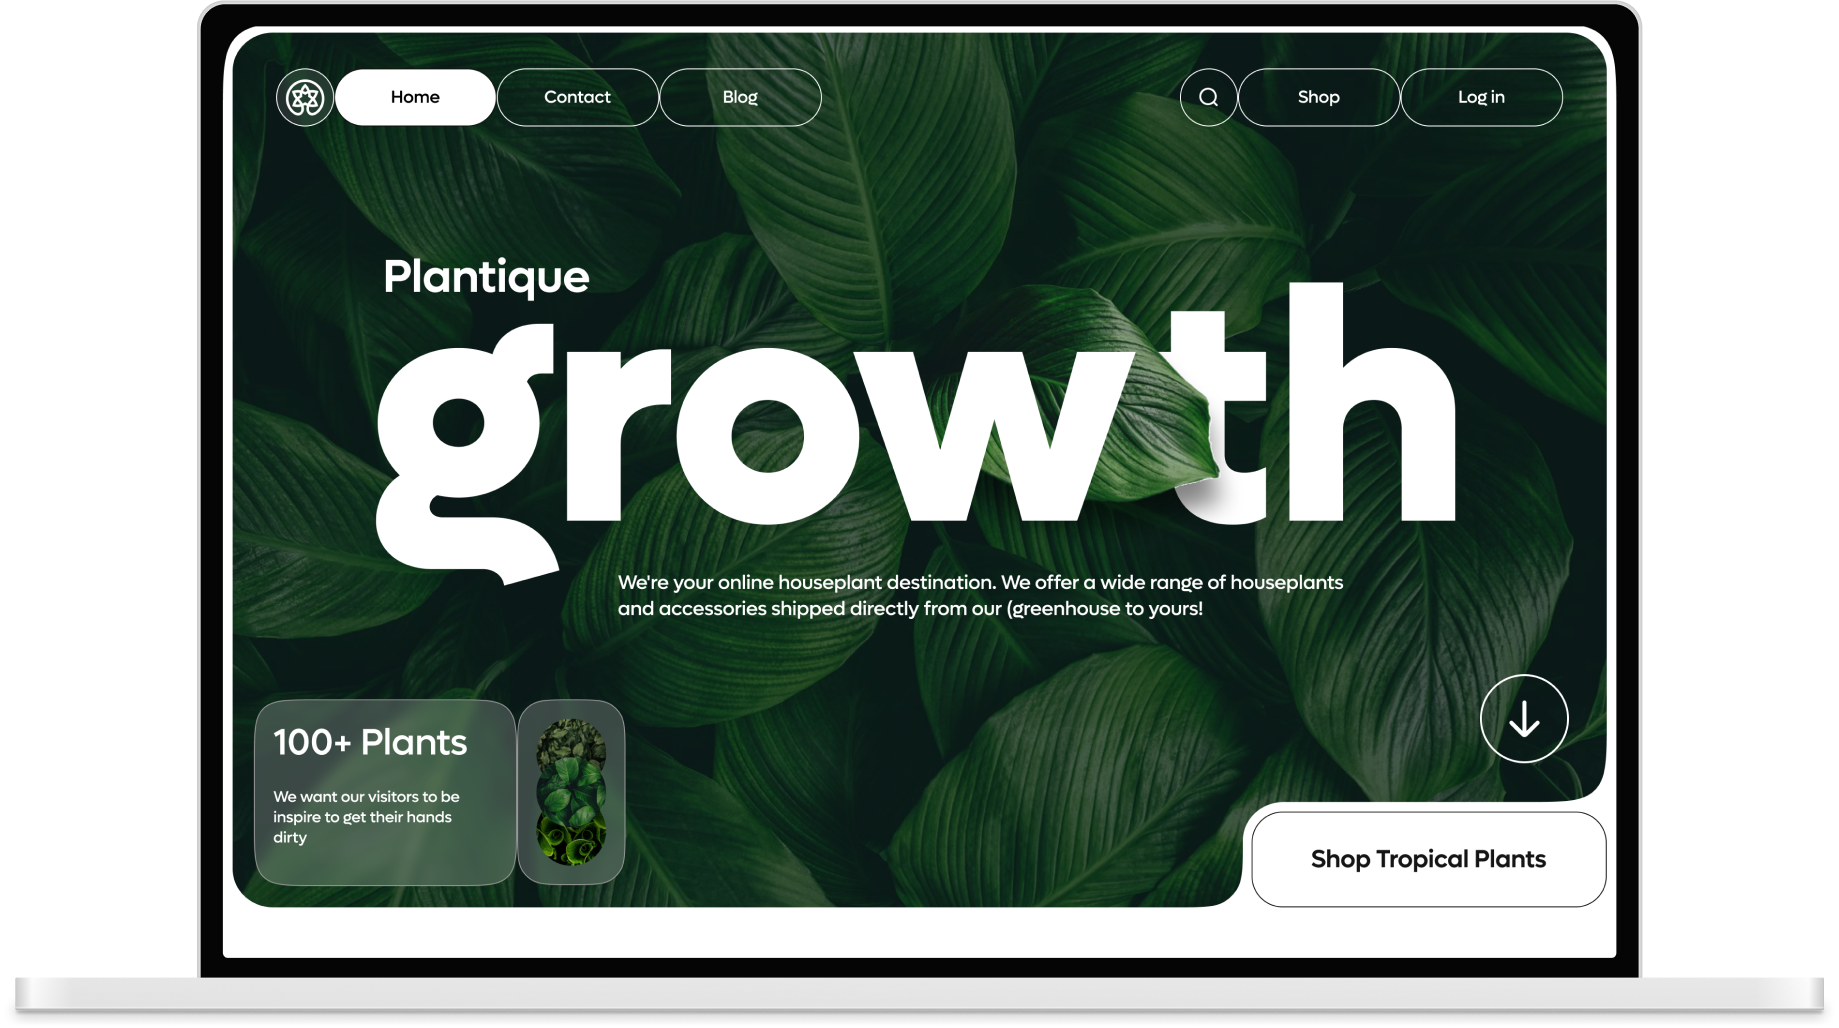 Home
Contact
Blog
Shop
Log in
Plantique
growth
We're your online houseplant destination. We offer a wide range of houseplants
and accessories shipped directly from our (greenhouse to yours!
100+ Plants
We want our visitors to be
inspire to get their hands
dirty
Shop Tropical Plants